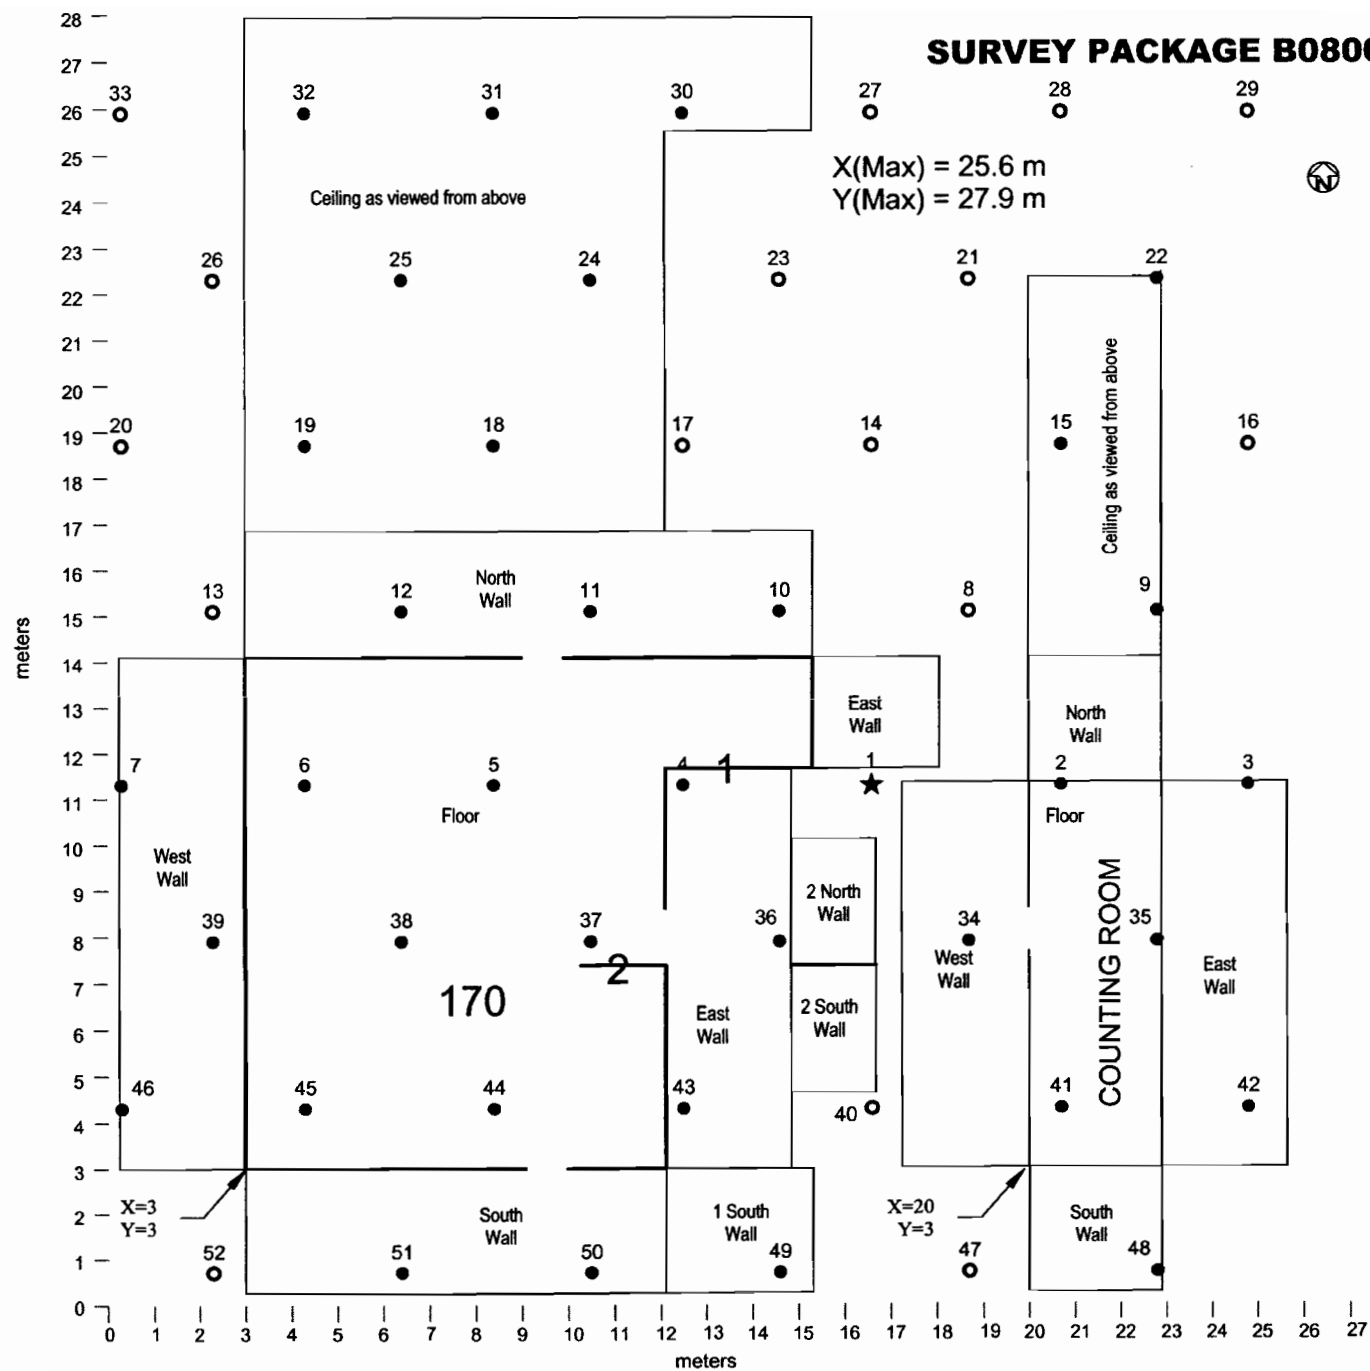 28
27
26
25
24
23
22
21
20
19
18
17
16
15
14
13
12
11
10
9
8
7
6
5
4
3
2
1
0
meters
SURVEY PACKAGE B080
X(Max) = 25.6 m
Y(Max) = 27.9 m
N
33
32
31
30
27
28
29
Ceiling as viewed from above
26
25
24
23
21
22
Ceiling as viewed from above
20
19
18
17
14
15
16
13
12
North
Wall
11
10
8
9
East
Wall
North
Wall
7
6
5
4
1
1
2
3
Floor
Floor
West
Wall
2 North
Wall
39
38
37
36
34
35
2
170
West
Wall
COUNTING ROOM
East
Wall
East
Wall
2 South
Wall
46
45
44
43
40
41
42
X=3
Y=3
X=20
Y=3
South
Wall
1 South
Wall
South
Wall
52
51
50
49
47
48
0 1 2 3 4 5 6 7 8 9 10 11 12 13 14 15 16 17 18 19 20 21 22 23 24 25 26 27
meters